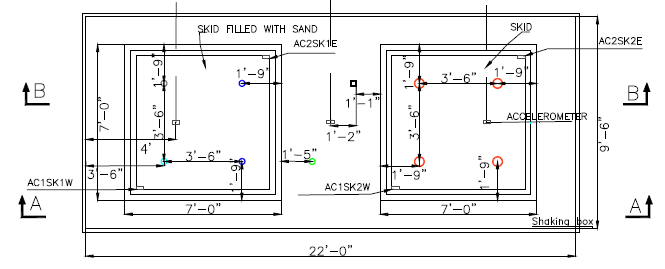 SKID FILLED WITH SAND
SKID
AC2SK1E
AC2SK2E
1'-9"
1'-9"
1'-9"
3'-6"
1'-9"
B
B
1'-1"
7'-0"
3'-6"
3'-6"
ACCELEROMETER
1'-2"
9'-6"
4'
3'-6"
1'-5"
3'-6"
1'-9"
1'-9"
1'-9"
AC1SK1W
AC1SK2W
A
A
7'-0"
7'-0"
Shaking box
22'-0"